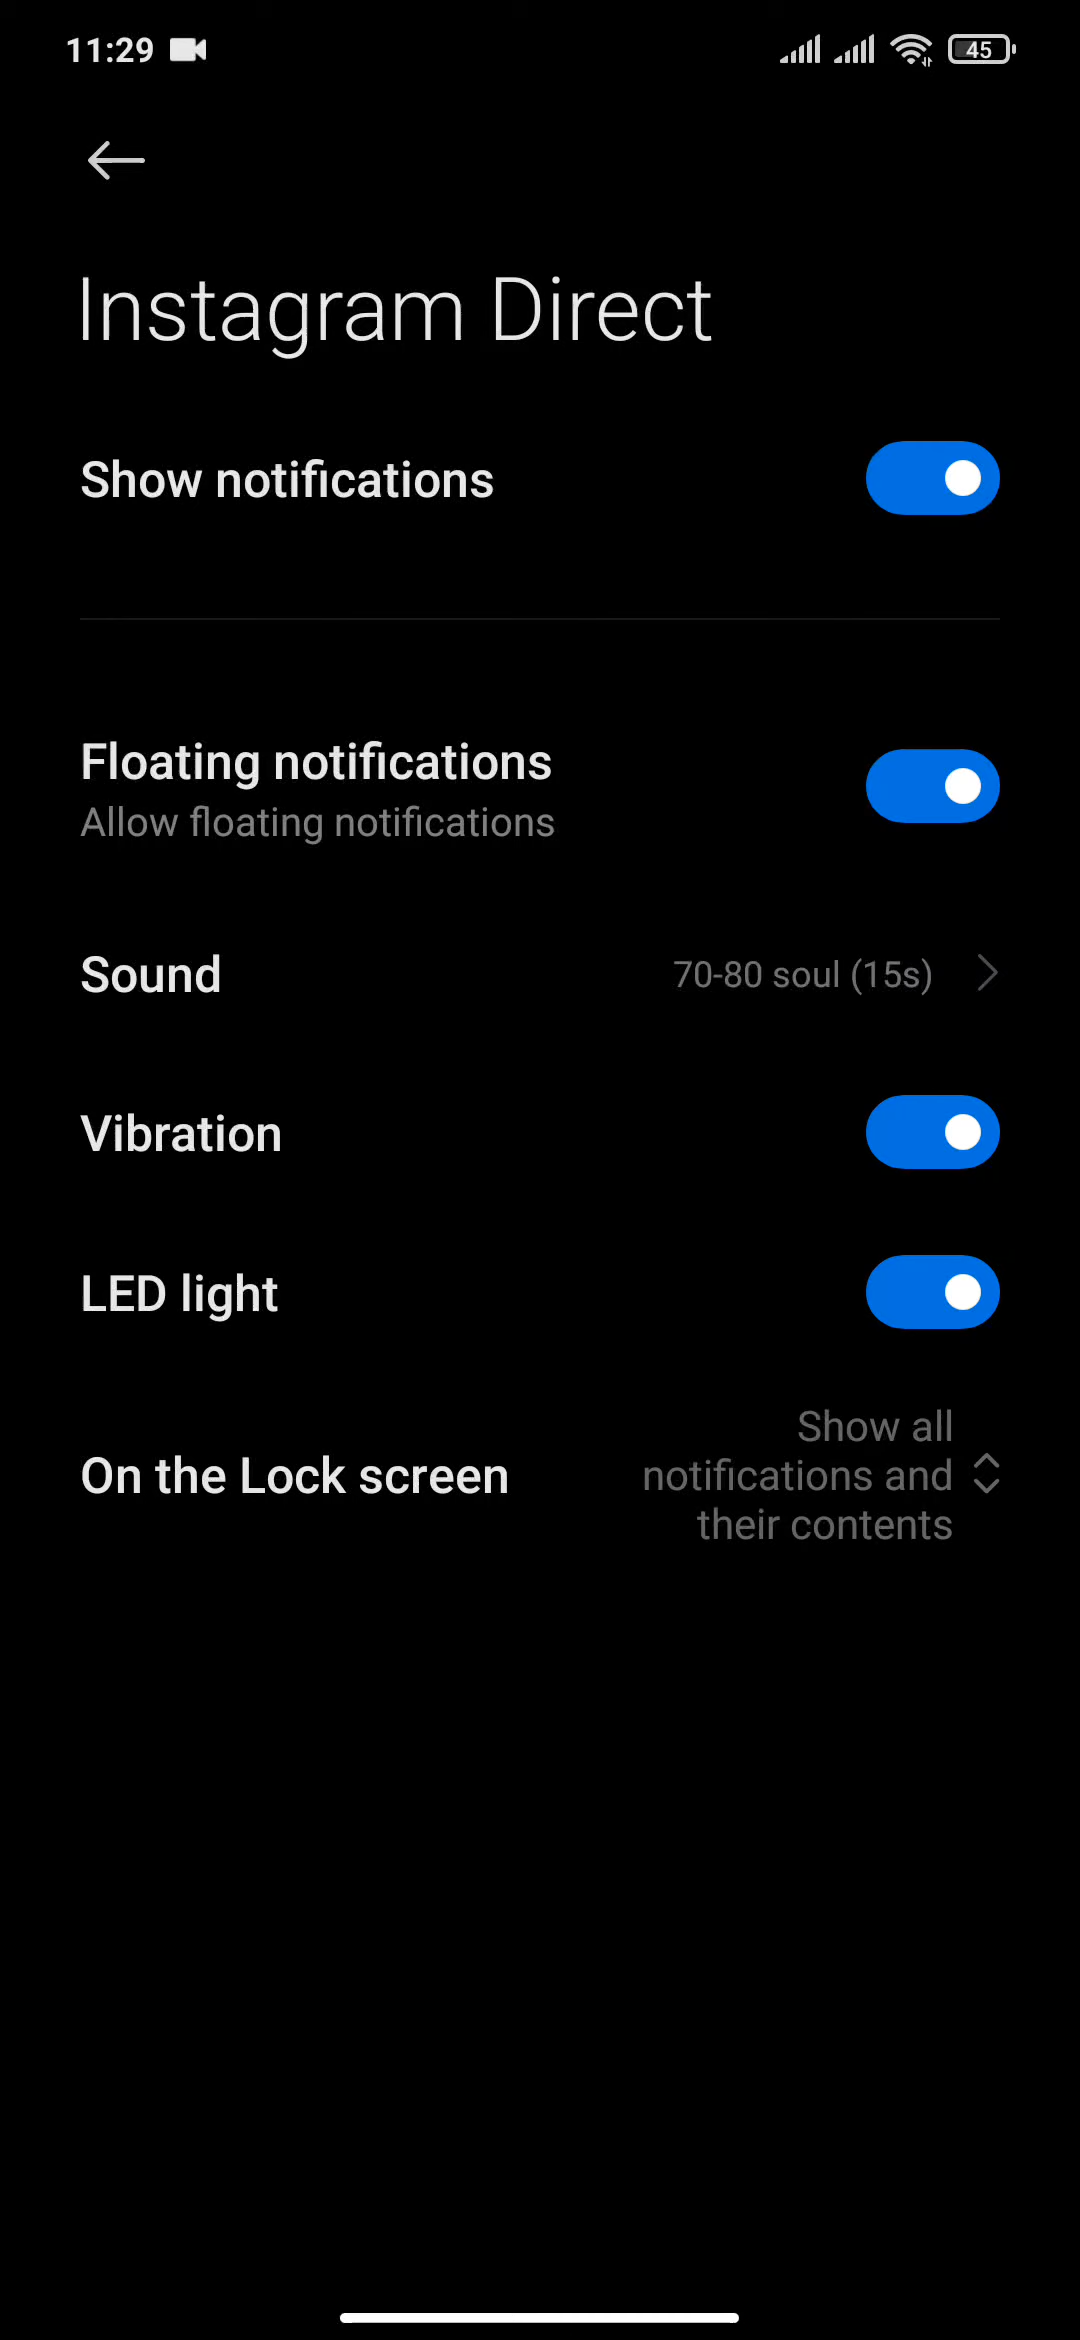 11:29
45
Instagram Direct
Show notifications
Floating notifications
Allow floating notifications
Sound
70-80 soul (15s)
Vibration
LED light
On the Lock screen
Show all
notifications and
their contents